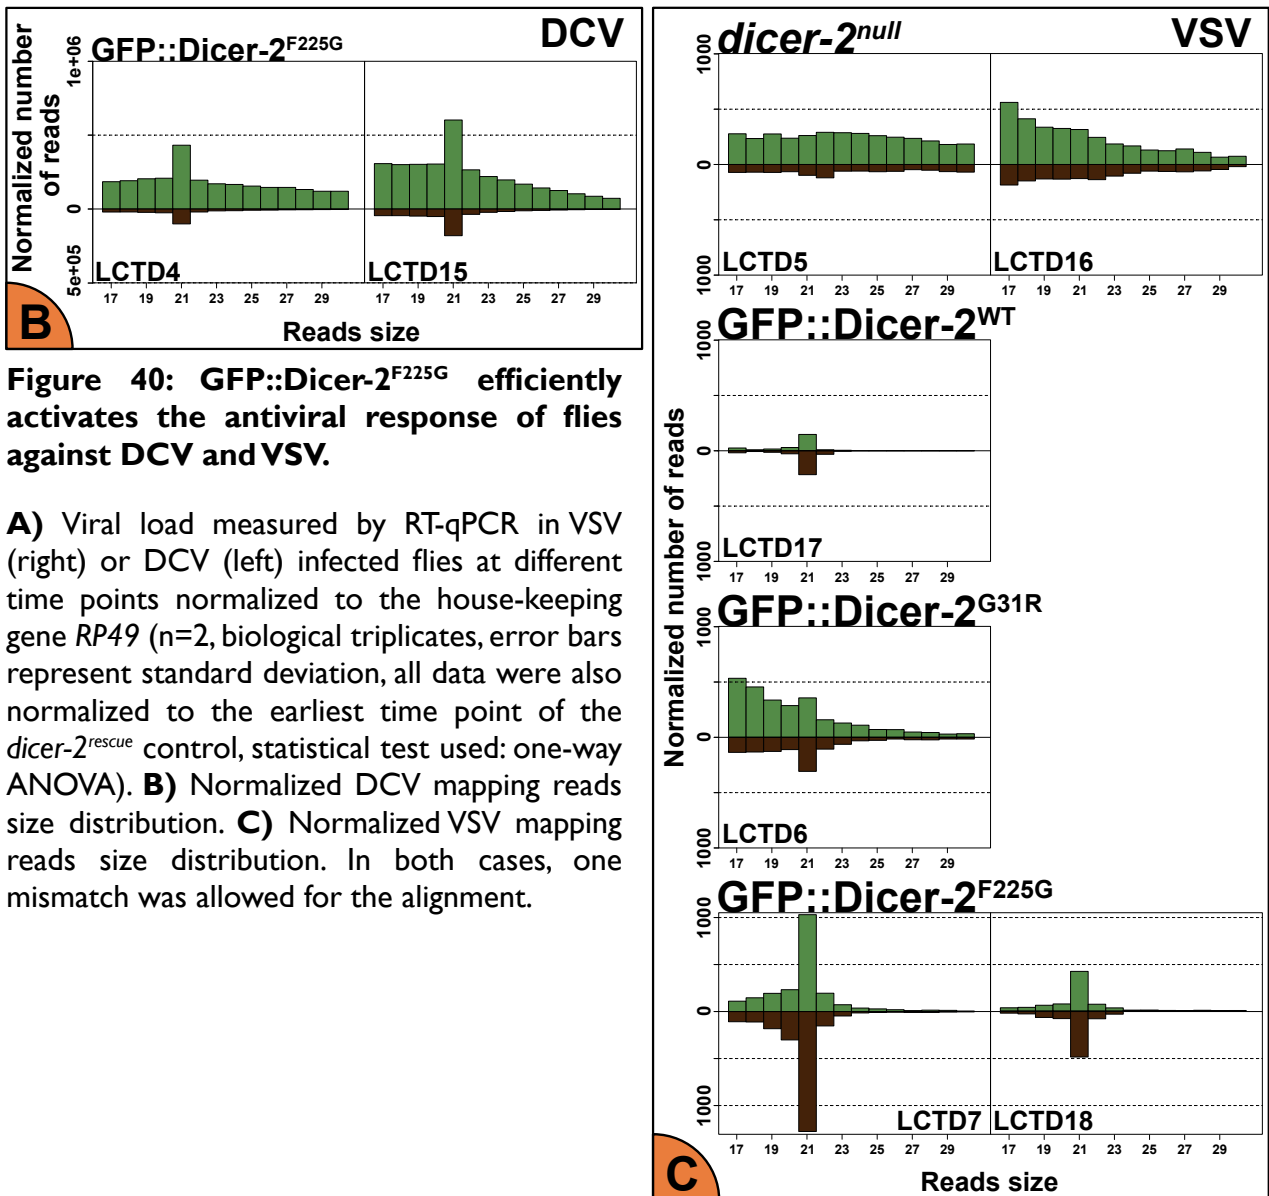 GFP::Dicer-2F225G
DCV
Normalized number
of reads
1e+06
0
5e+05
LCTD4
LCTD15
17 19 21 23 25 27 29
17 19 21 23 25 27 29
Reads size
B
Figure 40: GFP::Dicer-2F225G efficiently
activates the antiviral response of flies
against DCV and VSV.
A) Viral load measured by RT-qPCR in VSV
(right) or DCV (left) infected flies at different
time points normalized to the house-keeping
gene RP49 (n=2, biological triplicates, error bars
represent standard deviation, all data were also
normalized to the earliest time point of the
dicer-2rescue control, statistical test used: one-way
ANOVA). B) Normalized DCV mapping reads
size distribution. C) Normalized VSV mapping
reads size distribution. In both cases, one
mismatch was allowed for the alignment.
dicer-2null
VSV
1000
0
1000
LCTD5
LCTD16
17 19 21 23 25 27 29
17 19 21 23 25 27 29
GFP::Dicer-2WT
1000
0
1000
LCTD17
17 19 21 23 25 27 29
Normalized number of reads
GFP::Dicer-2G31R
1000
0
1000
LCTD6
17 19 21 23 25 27 29
GFP::Dicer-2F225G
1000
0
1000
LCTD7
LCTD18
17 19 21 23 25 27 29
17 19 21 23 25 27 29
Reads size
C